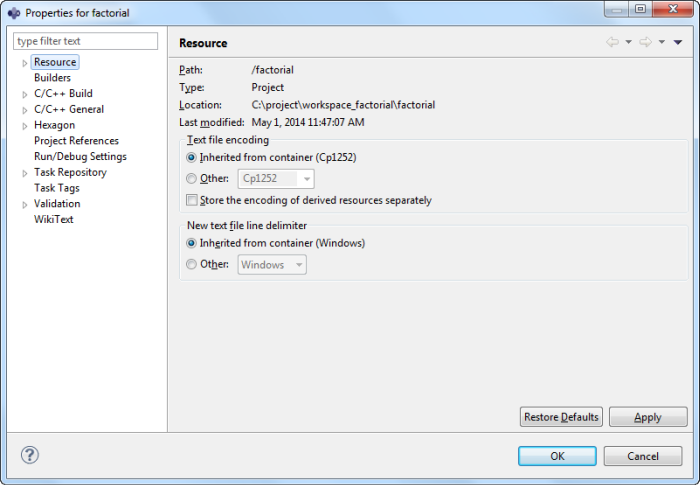 Properties for factorial
type filter text
Resource
Builders
C/C++ Build
C/C++ General
Hexagon
Project References
Run/Debug Settings
Task Repository
Task Tags
Validation
WikiText
Resource
Path: /factorial
Type: Project
Location: C:\project\workspace_factorial\factorial
Last modified: May 1, 2014 11:47:07 AM
Text file encoding
Inherited from container (Cp1252)
Other: Cp1252
Store the encoding of derived resources separately
New text file line delimiter
Inherited from container (Windows)
Other: Windows
Restore Defaults Apply
? OK Cancel